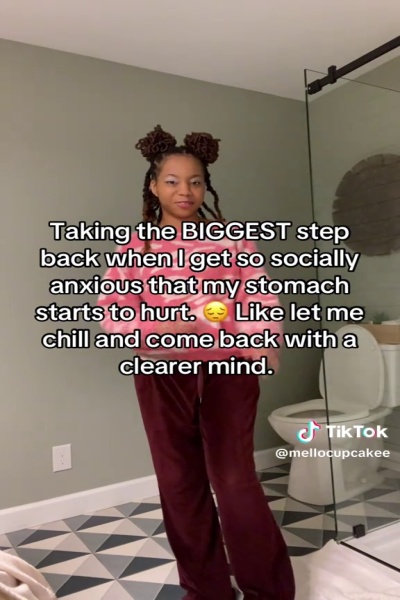 Taking the BIGGEST step
back when I get so socially
anxious that my stomach
starts to hurt. 😔 Like let me
chill and come back with a
clearer mind.
TikTok
@mellocupcakee